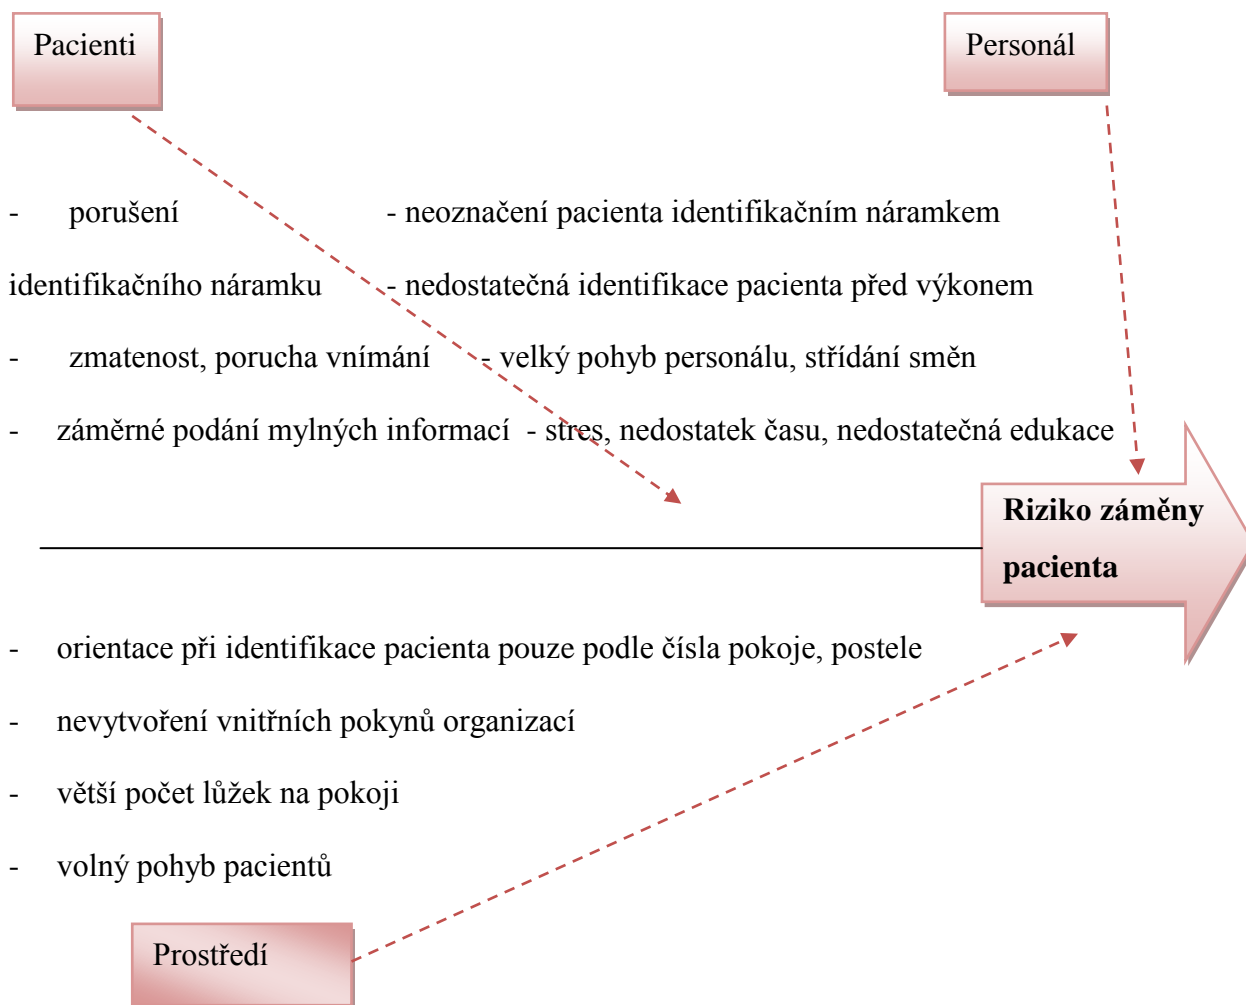 Pacienti
Personál
- porušení - neoznačení pacienta identifikačním náramkem
identifikačního náramku - nedostatečná identifikace pacienta před výkonem
- zmatenost, porucha vnímání - velký pohyb personálu, střídání směn
- záměrné podání mylných informací - stres, nedostatek času, nedostatečná edukace
Riziko záměny
pacienta
- orientace při identifikace pacienta pouze podle čísla pokoje, postele
- nevytvoření vnitřních pokynů organizací
- větší počet lůžek na pokoji
- volný pohyb pacientů
Prostředí